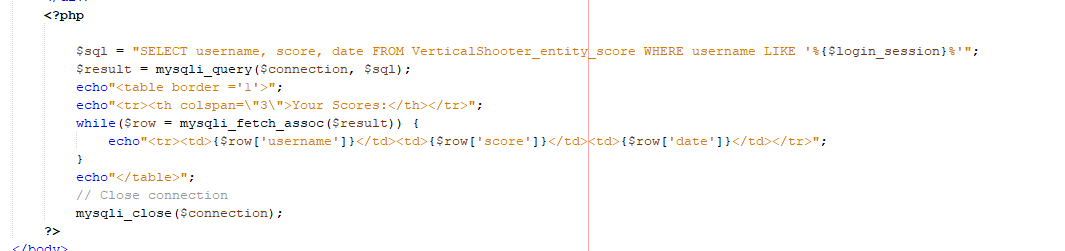 <?php
$sql = "SELECT username, score, date FROM VerticalShooter_entity_score WHERE username LIKE '%{$login_session}%'";
$result = mysqli_query($connection, $sql);
echo"<table border ='1'>";
echo"<tr><th colspan=\"3\">Your Scores:</th></tr>";
while($row = mysqli_fetch_assoc($result)) {
echo"<tr><td>{$row['username']}</td><td>{$row['score']}</td><td>{$row['date']}</td></tr>";
}
echo"</table>";
// Close connection
mysqli_close($connection);
?>
</body>